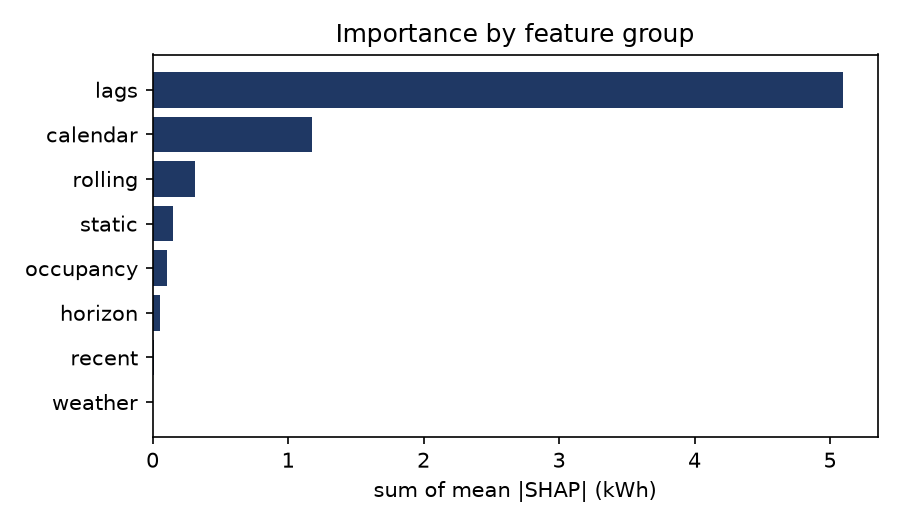 Importance by feature group
lags
calendar
rolling
static
occupancy
horizon
recent
weather
0 1 2 3 4 5
sum of mean |SHAP| (kWh)